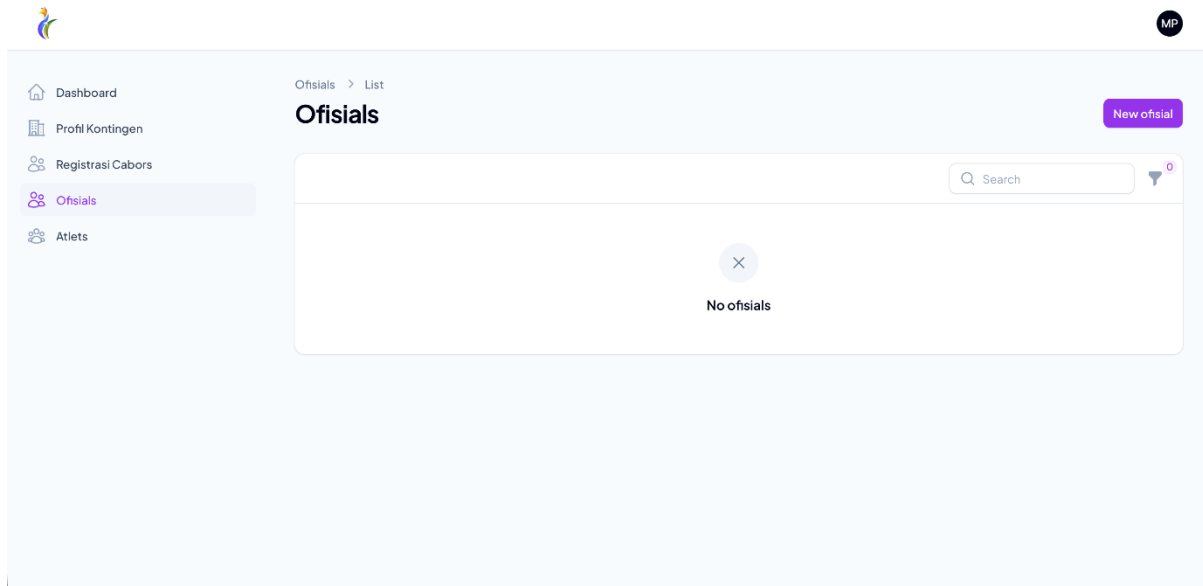 MP
Dashboard
Profil Kontingen
Registrasi Cabors
Ofisials
Atlets
Ofisials > List
Ofisials
New ofisial
Search
0
No ofisials